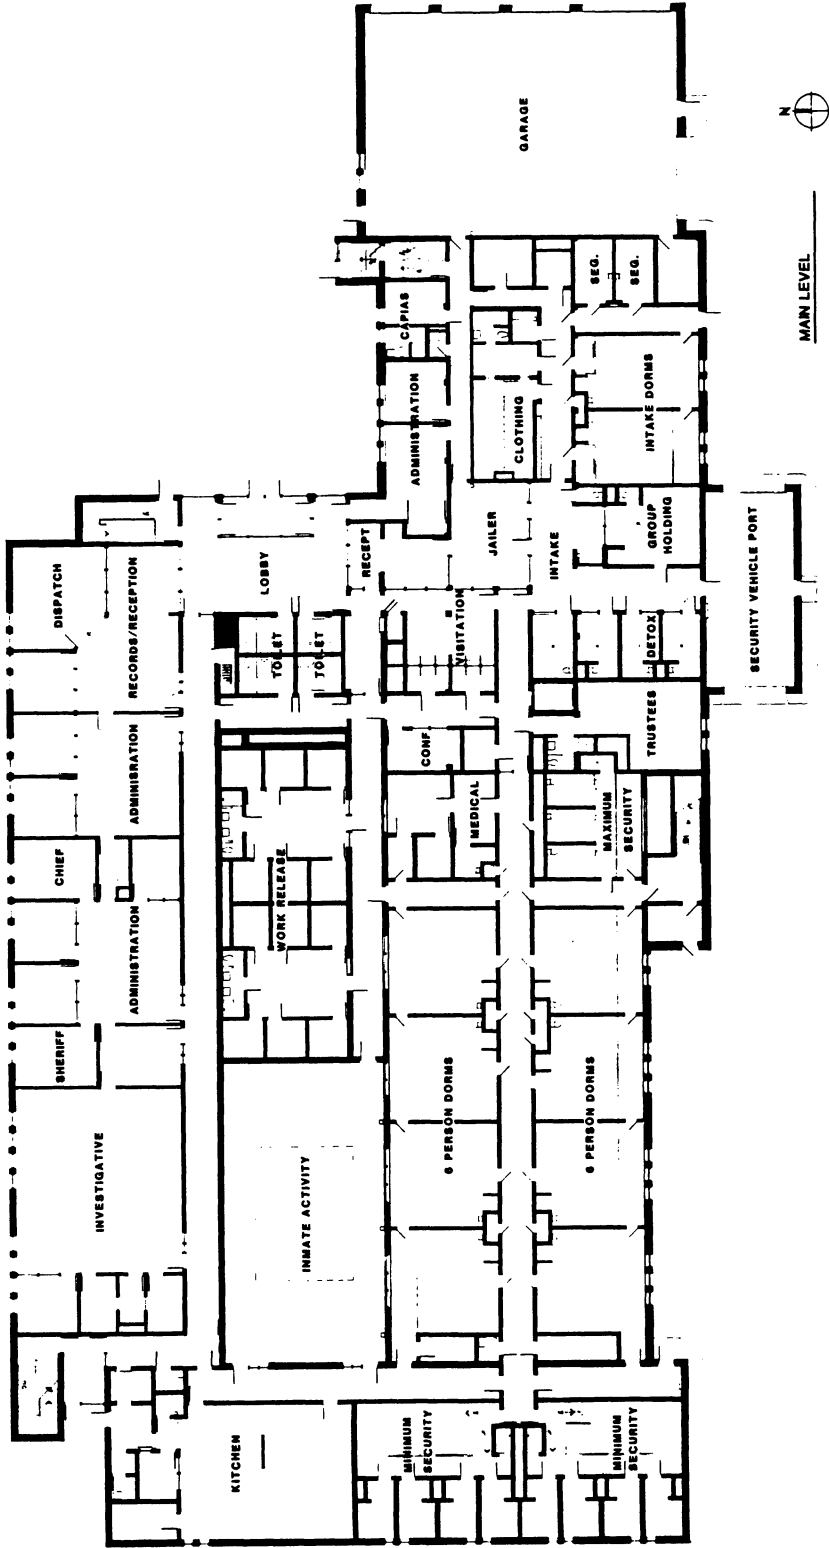 GARAGE
N
MAIN LEVEL
SEG.
SEG.
CAPIAS
ADMINISTRATION
CLOTHING
INTAKE DORMS
JAILER
INTAKE
GROUP
HOLDING
SECURITY VEHICLE PORT
DISPATCH
RECORDS/RECEPTION
LOBBY
RECEPT
TOILET
TOILET
VISITATION
DETOX
TRUSTEES
ADMINISRATION
CONF
MEDICAL
MAXIMUM
SECURITY
CHIEF
WORK RELEASE
ADMINISTRATION
SHERIFF
6 PERSON DORMS
6 PERSON DORMS
INVESTIGATIVE
INMATE ACTIVITY
KITCHEN
MINIMUM
SECURITY
MINIMUM
SECURITY